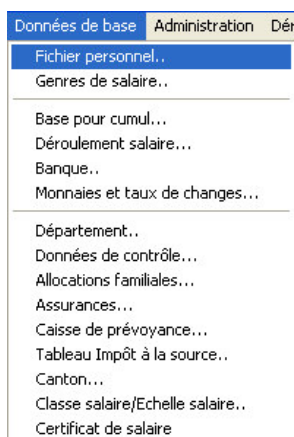 Données de base Administration Dér
Fichier personnel..
Genres de salaire..
Base pour cumul...
Déroulement salaire...
Banque..
Monnaies et taux de changes...
Département..
Données de contrôle...
Allocations familiales...
Assurances...
Caisse de prévoyance...
Tableau Impôt à la source..
Canton...
Classe salaire/Echelle salaire..
Certificat de salaire